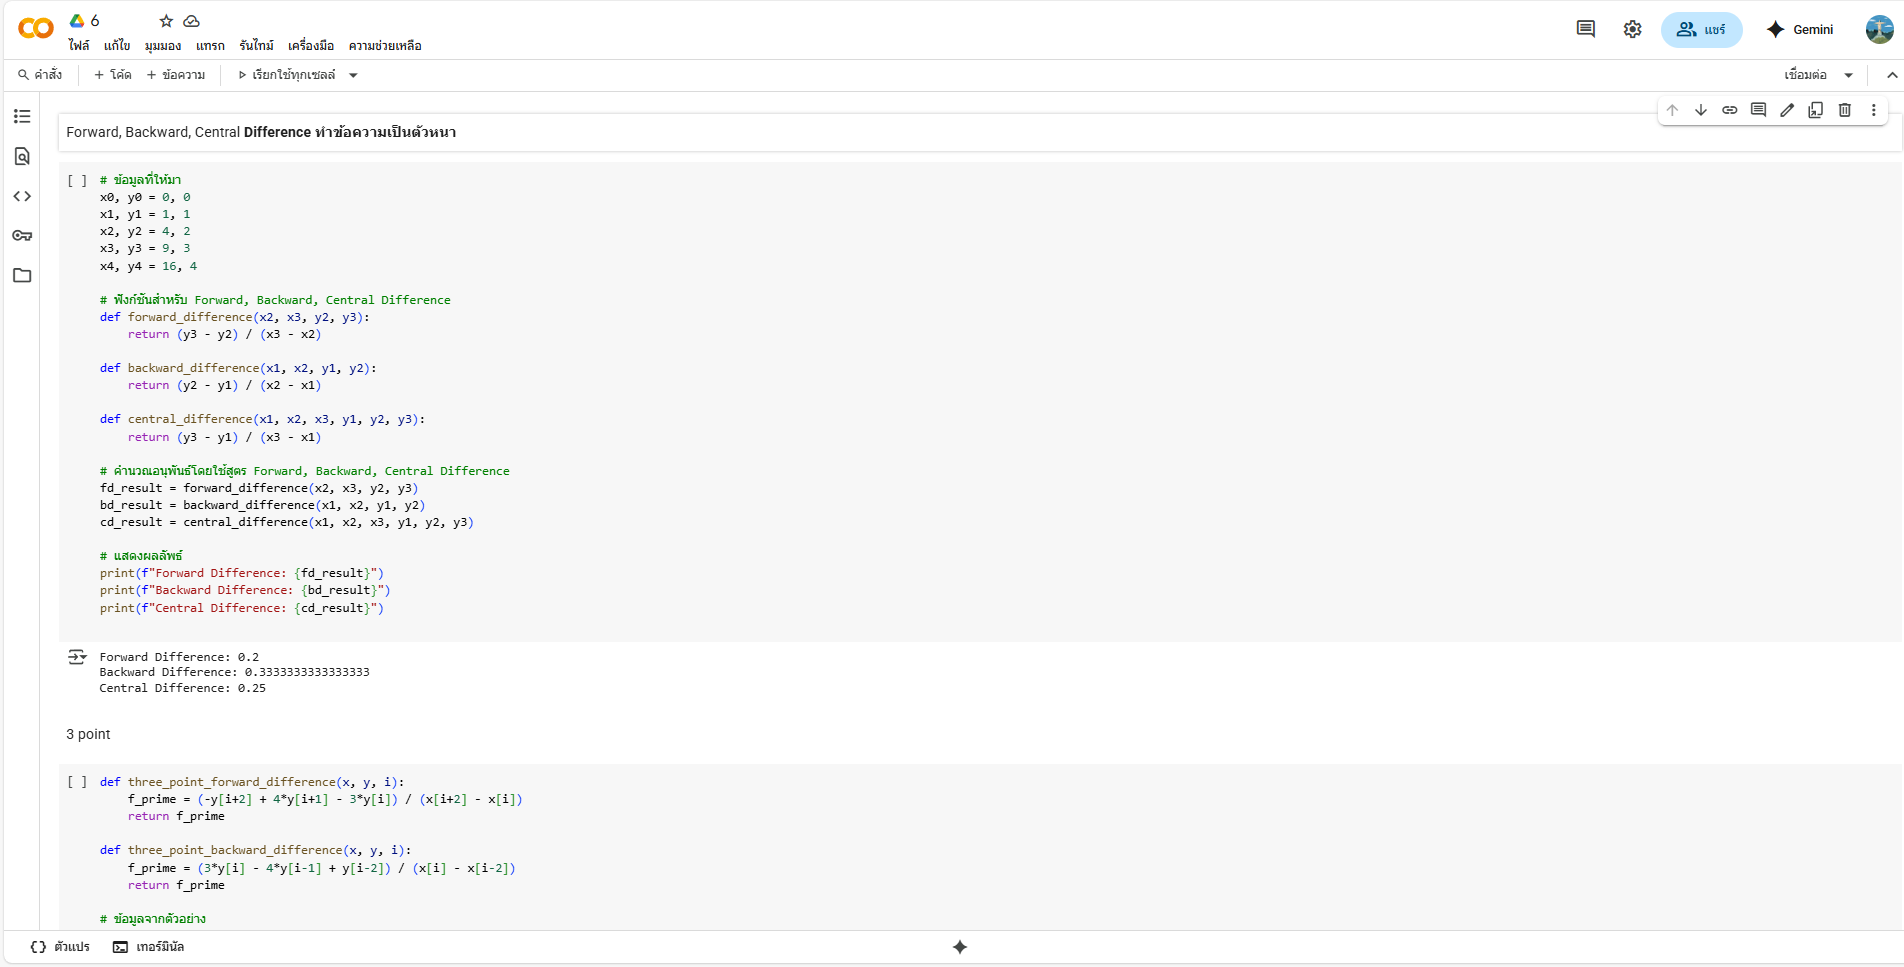 6
ไฟล์ แก้ไข มุมมอง แทรก รันไทม์ เครื่องมือ ความช่วยเหลือ
แชร์
Gemini
คำสั่ง + โค้ด + ข้อความ เรียกใช้ทุกเซลล์
เชื่อมต่อ
Forward, Backward, Central Difference ทำข้อความเป็นตัวหนา
[ ] # ข้อมูลที่ให้มา
x0, y0 = 0, 0
x1, y1 = 1, 1
x2, y2 = 4, 2
x3, y3 = 9, 3
x4, y4 = 16, 4
# ฟังก์ชันสำหรับ Forward, Backward, Central Difference
def forward_difference(x2, x3, y2, y3):
    return (y3 - y2) / (x3 - x2)
def backward_difference(x1, x2, y1, y2):
    return (y2 - y1) / (x2 - x1)
def central_difference(x1, x2, x3, y1, y2, y3):
    return (y3 - y1) / (x3 - x1)
# คำนวณอนุพันธ์โดยใช้สูตร Forward, Backward, Central Difference
fd_result = forward_difference(x2, x3, y2, y3)
bd_result = backward_difference(x1, x2, y1, y2)
cd_result = central_difference(x1, x2, x3, y1, y2, y3)
# แสดงผลลัพธ์
print(f"Forward Difference: {fd_result}")
print(f"Backward Difference: {bd_result}")
print(f"Central Difference: {cd_result}")
Forward Difference: 0.2
Backward Difference: 0.3333333333333333
Central Difference: 0.25
3 point
[ ] def three_point_forward_difference(x, y, i):
    f_prime = (-y[i+2] + 4*y[i+1] - 3*y[i]) / (x[i+2] - x[i])
    return f_prime
def three_point_backward_difference(x, y, i):
    f_prime = (3*y[i] - 4*y[i-1] + y[i-2]) / (x[i] - x[i-2])
    return f_prime
# ข้อมูลจากตัวอย่าง
ตัวแปร เทอร์มินัล